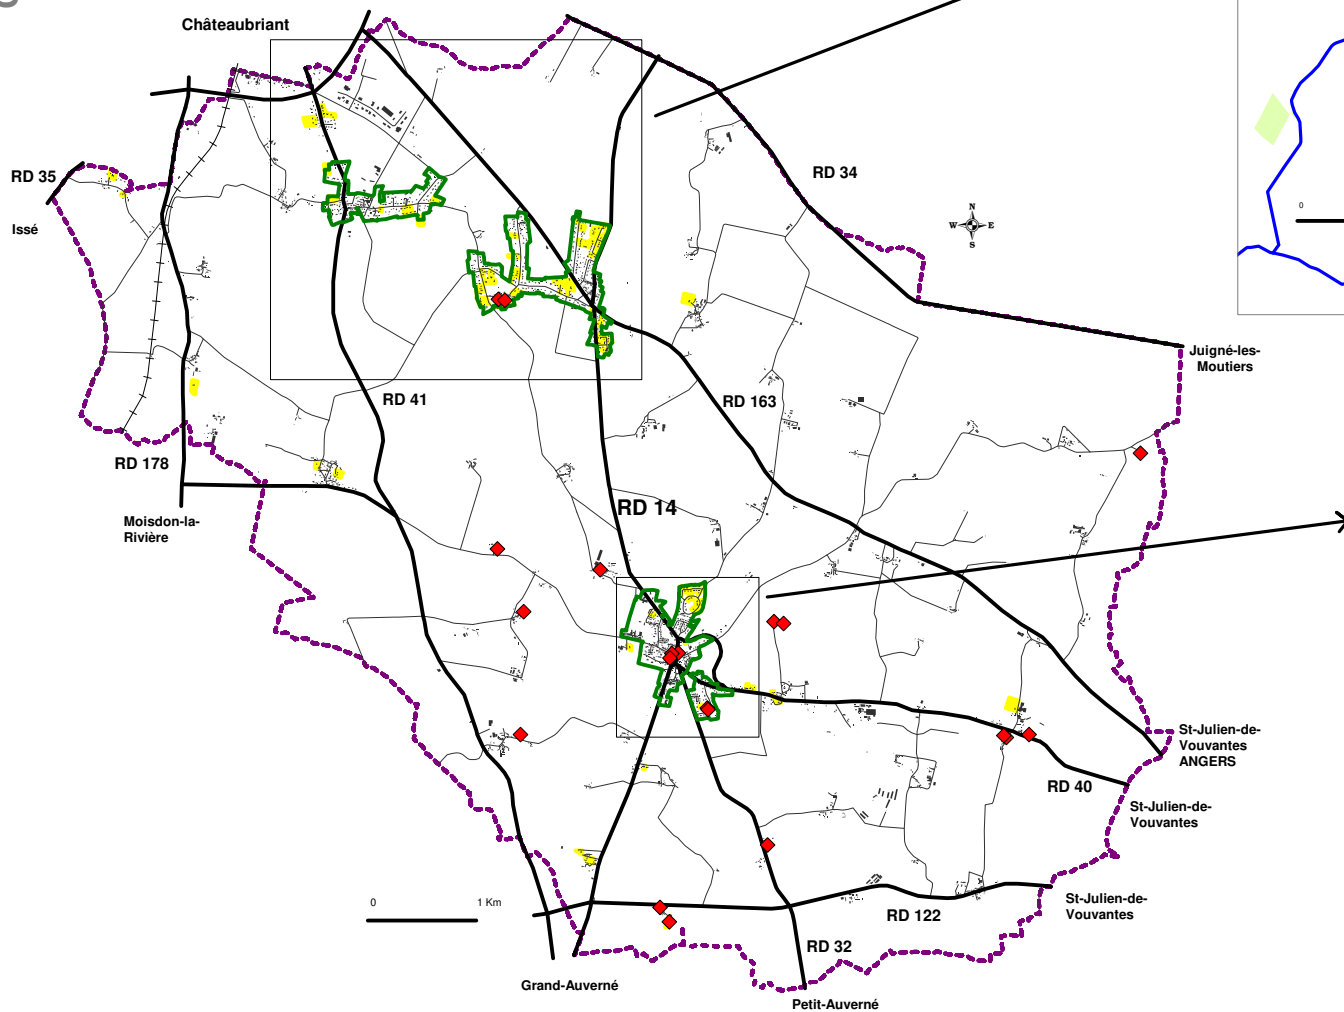 Châteaubriant
RD 35
Issé
RD 34
N
W E
S
0
Juigné-les-
Moutiers
RD 41
RD 163
RD 178
RD 14
Moisdon-la-
Rivière
St-Julien-de-
Vouvantes
ANGERS
RD 40
St-Julien-de-
Vouvantes
0 1 Km
St-Julien-de-
Vouvantes
RD 122
RD 32
Grand-Auverné
Petit-Auverné